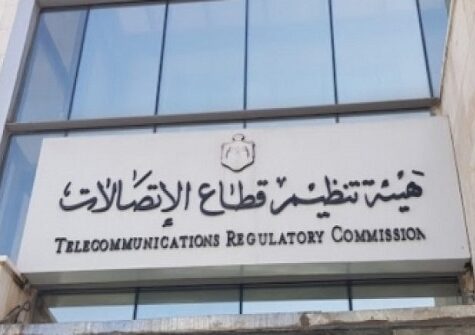 هيئة تنظيم قطاع الإتصالات
TELECOMMUNICATIONS REGULATORY COMMISSION